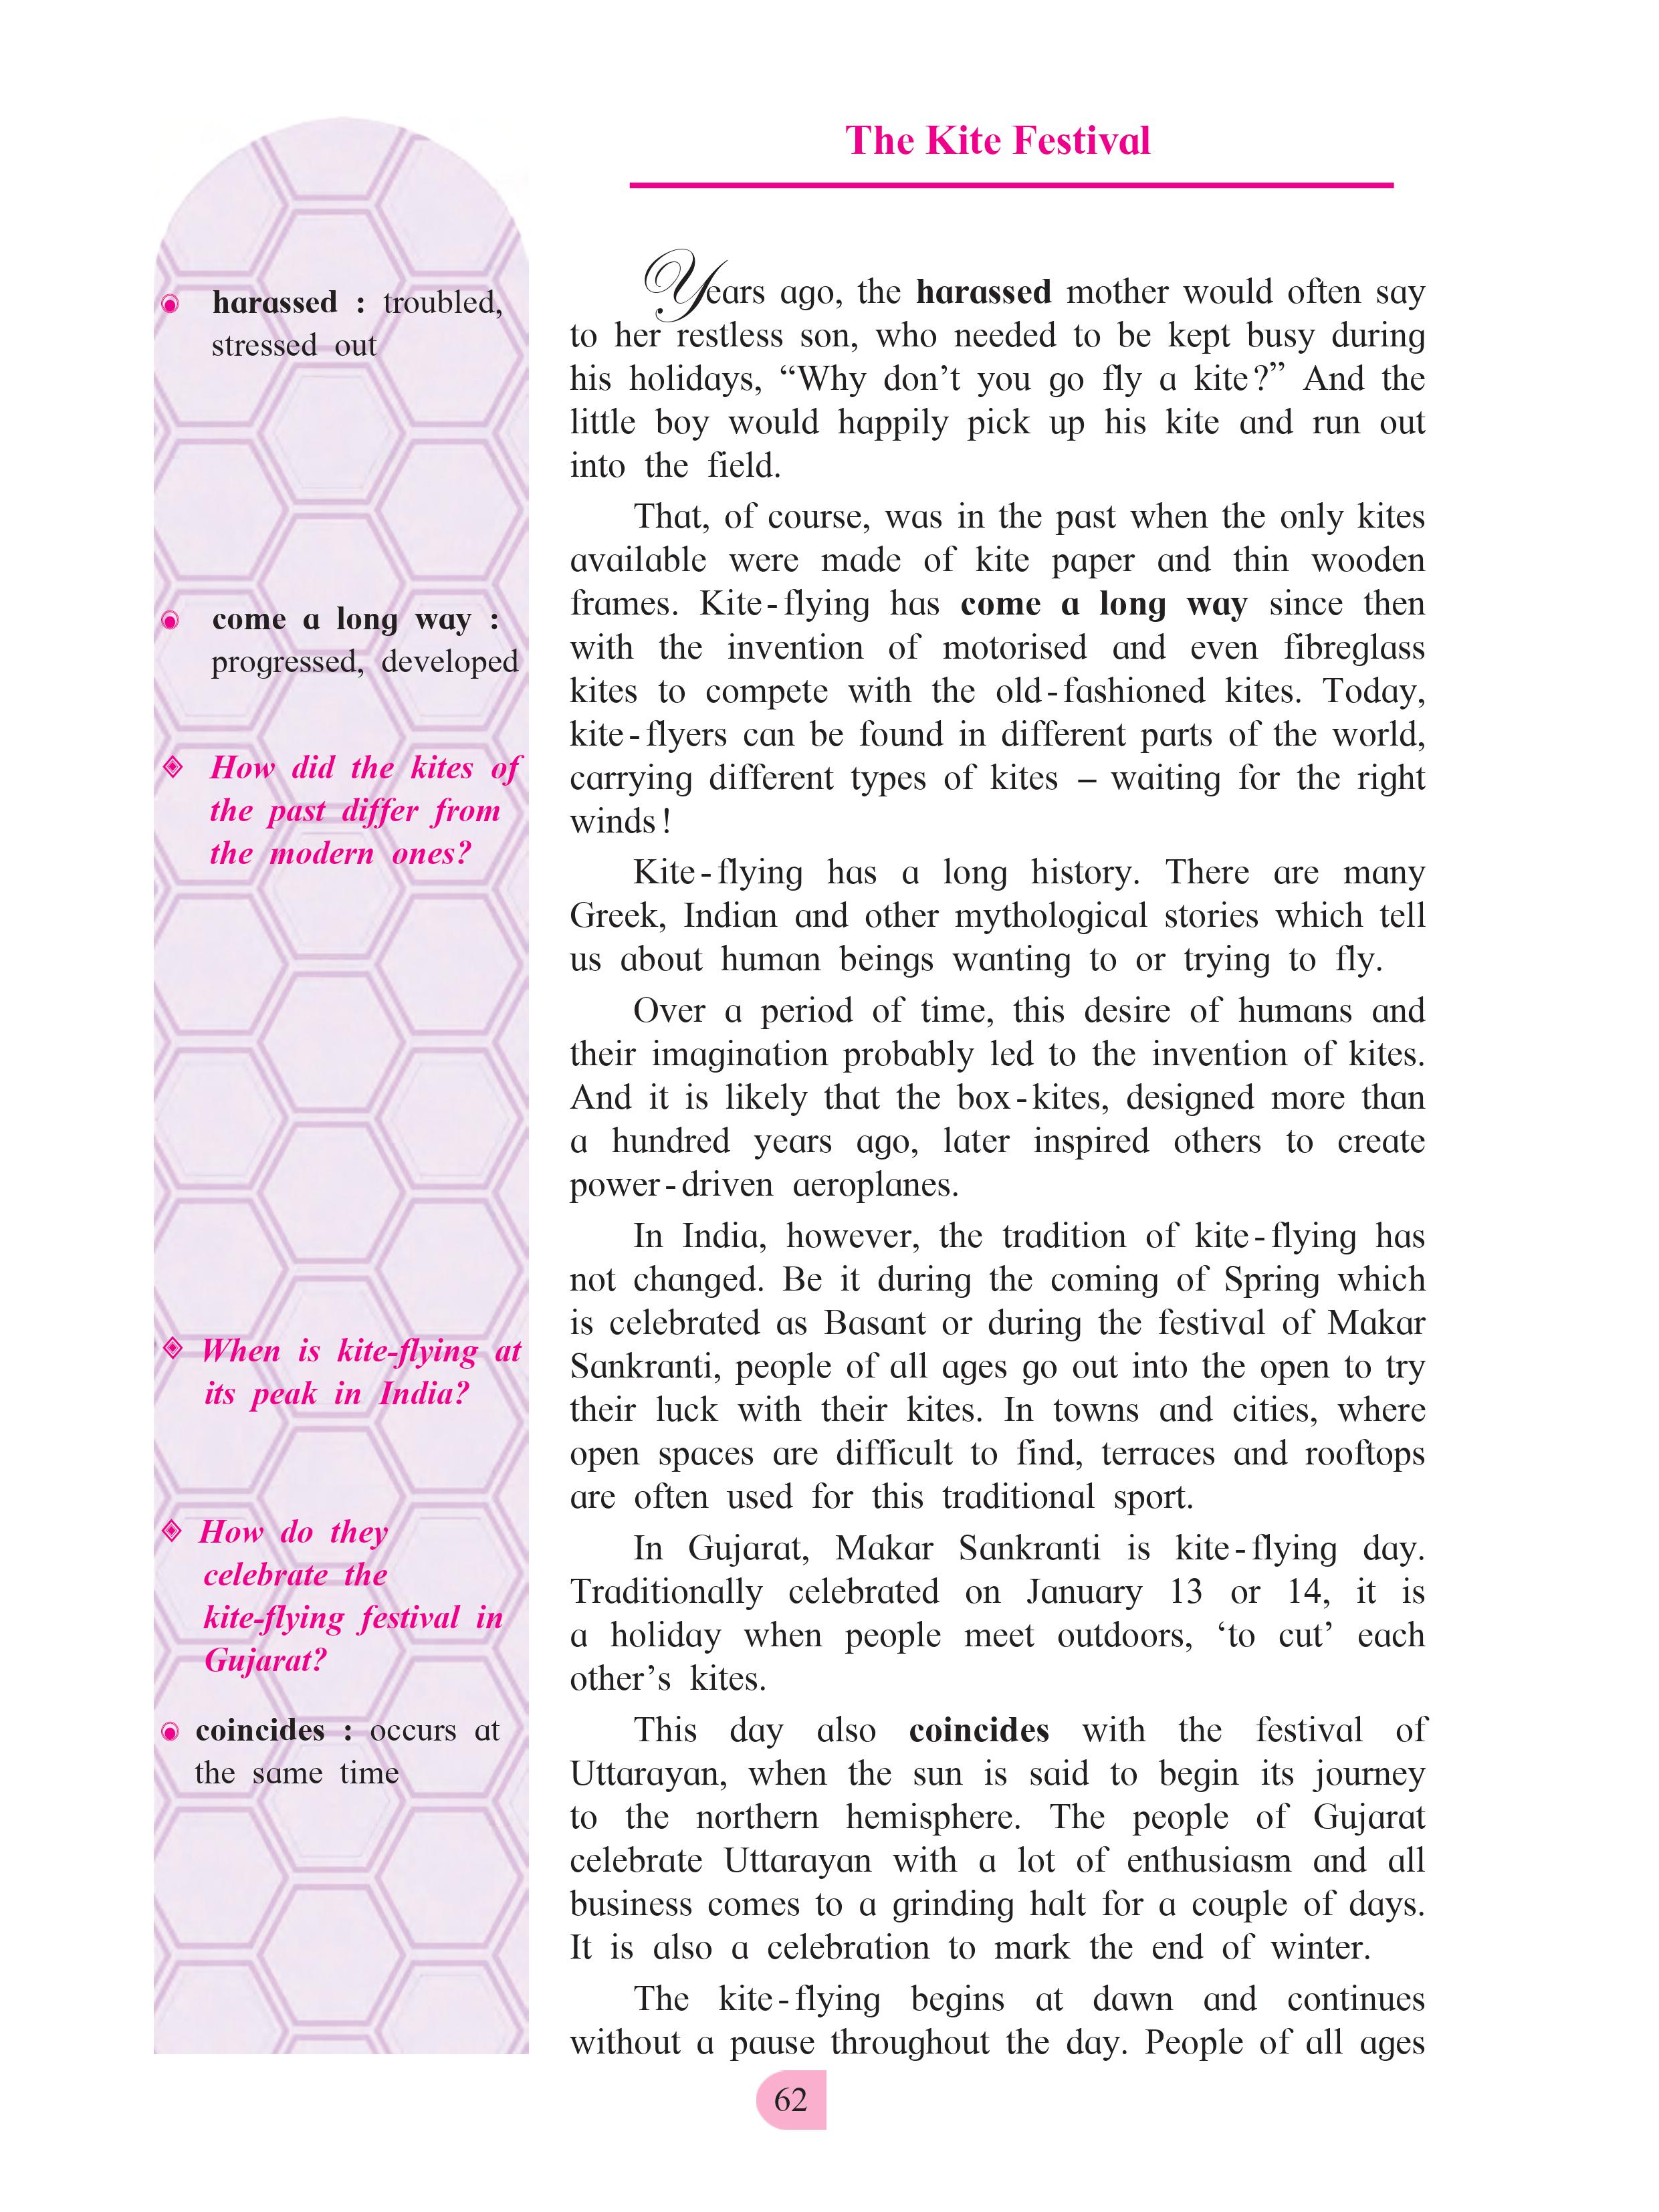 The Kite Festival
harassed : troubled,
stressed out
come a long way :
progressed, developed
How did the kites of
the past differ from
the modern ones?
When is kite-flying at
its peak in India?
How do they
celebrate the
kite-flying festival in
Gujarat?
coincides : occurs at
the same time
Years ago, the harassed mother would often say
to her restless son, who needed to be kept busy during
his holidays, “Why don’t you go fly a kite?” And the
little boy would happily pick up his kite and run out
into the field.
That, of course, was in the past when the only kites
available were made of kite paper and thin wooden
frames. Kite-flying has come a long way since then
with the invention of motorised and even fibreglass
kites to compete with the old-fashioned kites. Today,
kite-flyers can be found in different parts of the world,
carrying different types of kites – waiting for the right
winds!
Kite-flying has a long history. There are many
Greek, Indian and other mythological stories which tell
us about human beings wanting to or trying to fly.
Over a period of time, this desire of humans and
their imagination probably led to the invention of kites.
And it is likely that the box-kites, designed more than
a hundred years ago, later inspired others to create
power-driven aeroplanes.
In India, however, the tradition of kite-flying has
not changed. Be it during the coming of Spring which
is celebrated as Basant or during the festival of Makar
Sankranti, people of all ages go out into the open to try
their luck with their kites. In towns and cities, where
open spaces are difficult to find, terraces and rooftops
are often used for this traditional sport.
In Gujarat, Makar Sankranti is kite-flying day.
Traditionally celebrated on January 13 or 14, it is
a holiday when people meet outdoors, ‘to cut’ each
other’s kites.
This day also coincides with the festival of
Uttarayan, when the sun is said to begin its journey
to the northern hemisphere. The people of Gujarat
celebrate Uttarayan with a lot of enthusiasm and all
business comes to a grinding halt for a couple of days.
It is also a celebration to mark the end of winter.
The kite-flying begins at dawn and continues
without a pause throughout the day. People of all ages
62